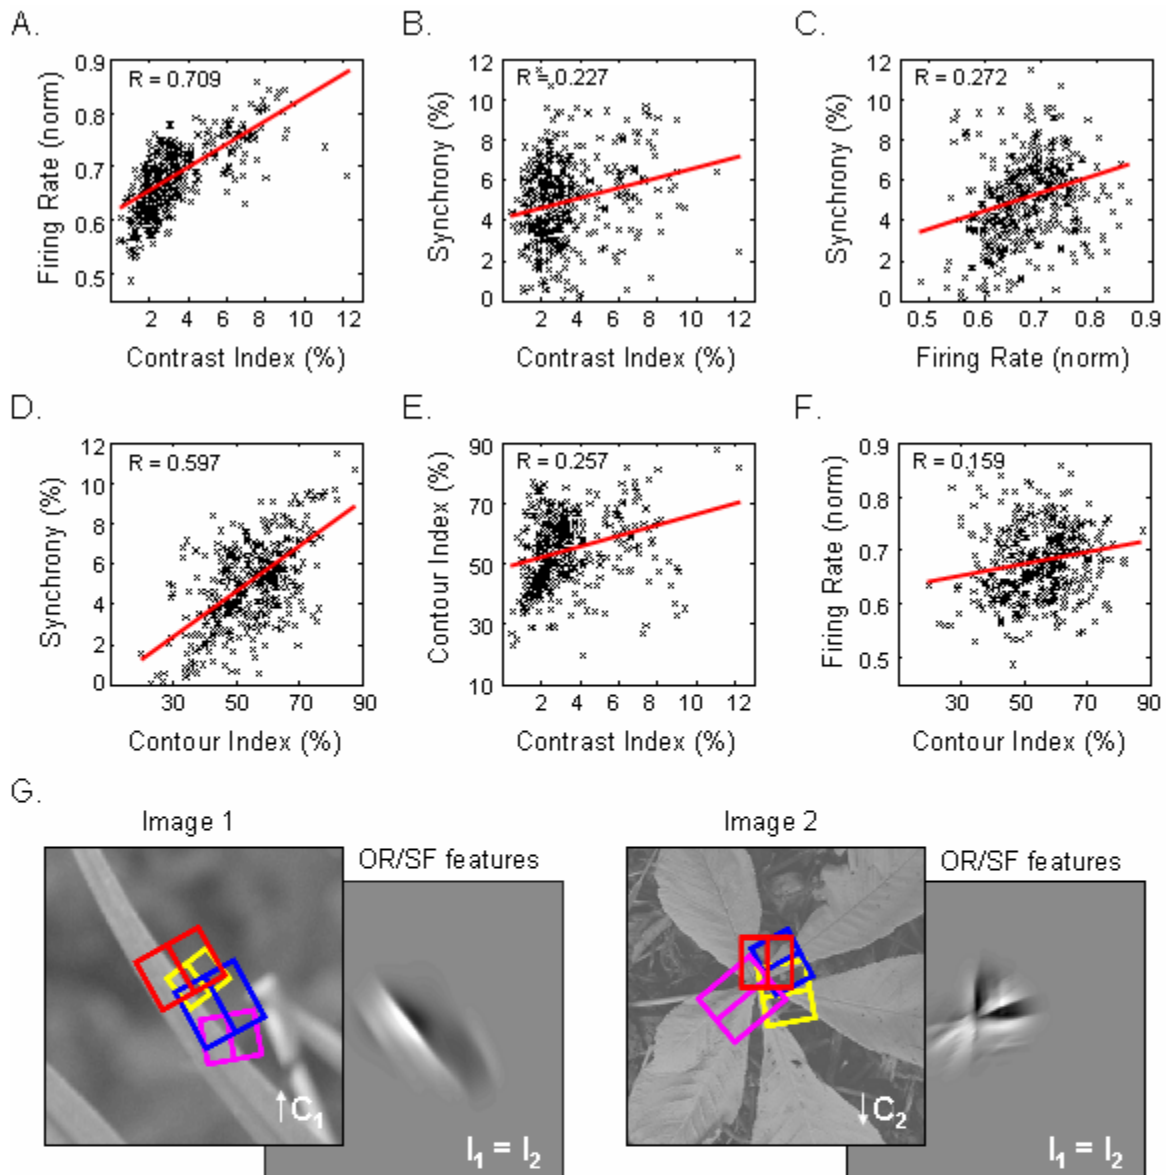 A.
B.
C.
R = 0.709
R = 0.227
R = 0.272
Firing Rate (norm)
0.9
0.8
0.7
0.6
0.5
2 4 6 8 10 12
Contrast Index (%)
Synchrony (%)
12
10
8
6
4
2
0
2 4 6 8 10 12
Contrast Index (%)
Synchrony (%)
12
10
8
6
4
2
0
0.5 0.6 0.7 0.8 0.9
Firing Rate (norm)
D.
E.
F.
R = 0.597
R = 0.257
R = 0.159
Synchrony (%)
12
10
8
6
4
2
0
30 50 70 90
Contour Index (%)
Contour Index (%)
90
70
50
30
10
2 4 6 8 10 12
Contrast Index (%)
Firing Rate (norm)
0.9
0.8
0.7
0.6
0.5
30 50 70 90
Contour Index (%)
G.
Image 1
OR/SF features
↑C₁
I₁ = I₂
Image 2
OR/SF features
↓C₂
I₁ = I₂